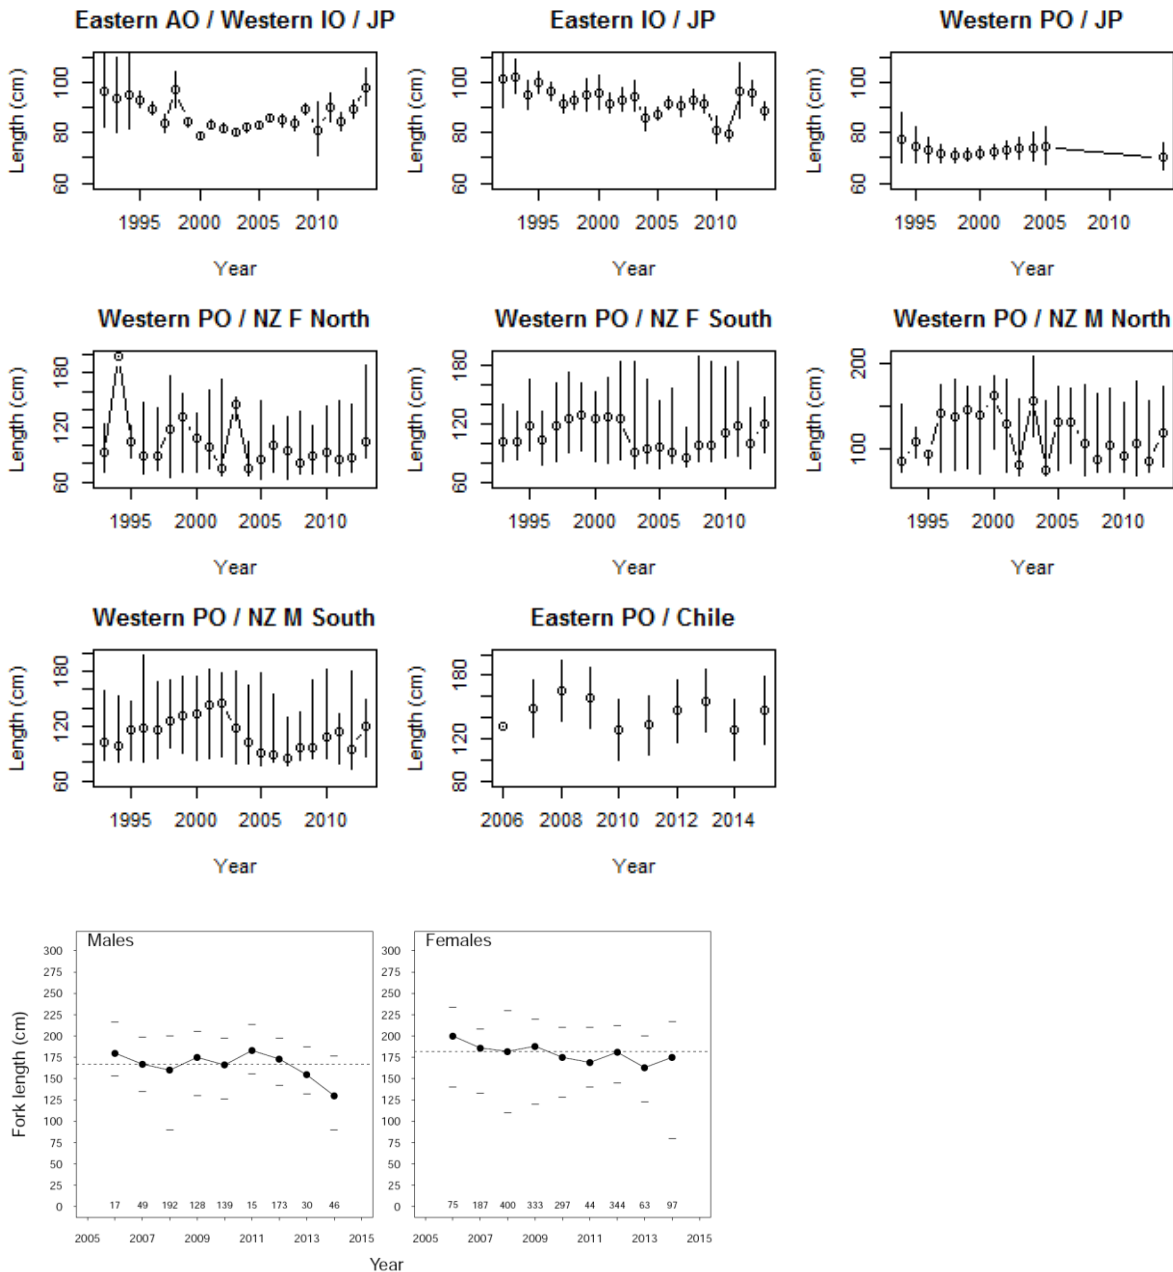 Eastern AO / Western IO / JP
Eastern IO / JP
Western PO / JP
Length (cm)
100
80
60
1995 2000 2005 2010
Year
Length (cm)
100
80
60
1995 2000 2005 2010
Year
Length (cm)
100
80
60
1995 2000 2005 2010
Year
Western PO / NZ F North
Western PO / NZ F South
Western PO / NZ M North
Length (cm)
180
120
60
1995 2000 2005 2010
Year
Length (cm)
180
120
60
1995 2000 2005 2010
Year
Length (cm)
200
100
1995 2000 2005 2010
Year
Western PO / NZ M South
Eastern PO / Chile
Length (cm)
180
120
60
1995 2000 2005 2010
Year
Length (cm)
180
120
80
2006 2008 2010 2012 2014
Year
Males
Fork length (cm)
300
275
250
225
200
175
150
125
100
75
50
25
0
17 49 192 128 139 15 173 30 46
2005 2007 2009 2011 2013 2015
Females
75 187 400 333 297 44 344 63 97
2005 2007 2009 2011 2013 2015
Year